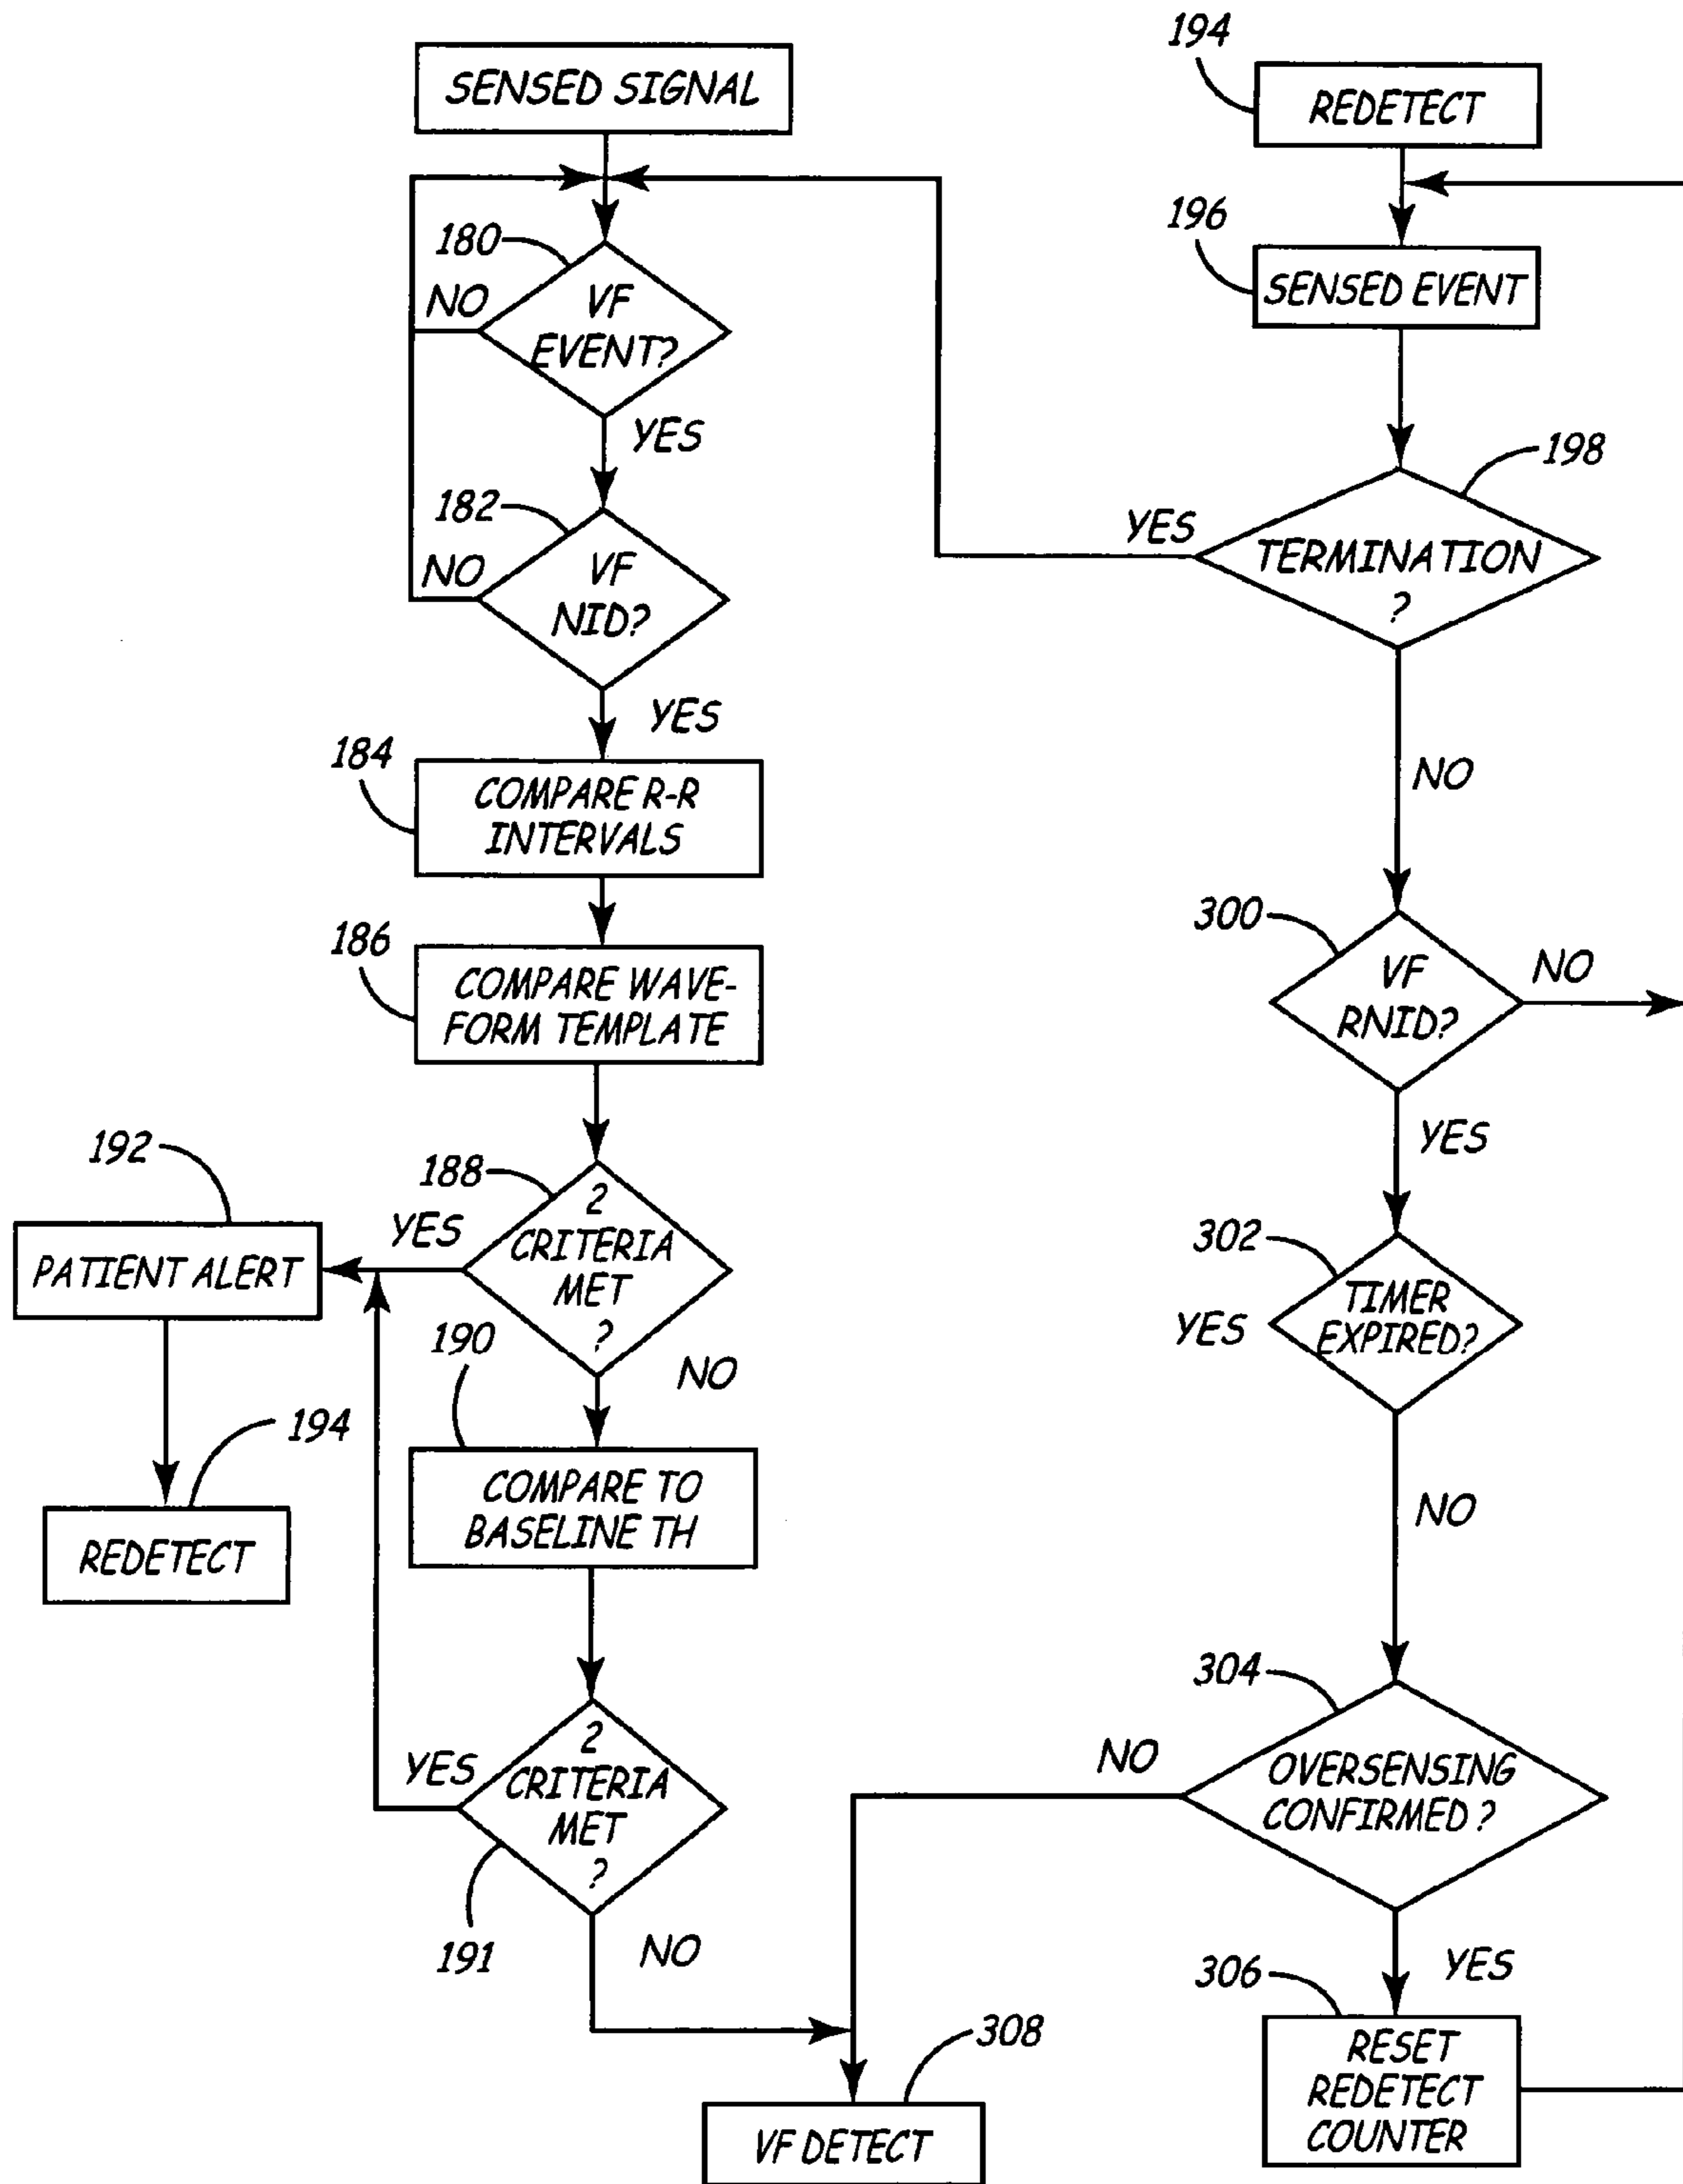 SENSED SIGNAL
180
VF
EVENT?
NO
YES
182
VF
NID?
NO
YES
184
COMPARE R-R
INTERVALS
186
COMPARE WAVE-
FORM TEMPLATE
188
2
CRITERIA
MET
?
YES
NO
192
PATIENT ALERT
194
REDETECT
190
COMPARE TO
BASELINE TH
2
CRITERIA
MET
?
YES
191
NO
308
VF DETECT
194
REDETECT
196
SENSED EVENT
198
TERMINATION
?
YES
NO
300
VF
RNID?
NO
YES
302
TIMER
EXPIRED?
YES
NO
304
OVERSENSING
CONFIRMED?
NO
YES
306
RESET
REDETECT
COUNTER